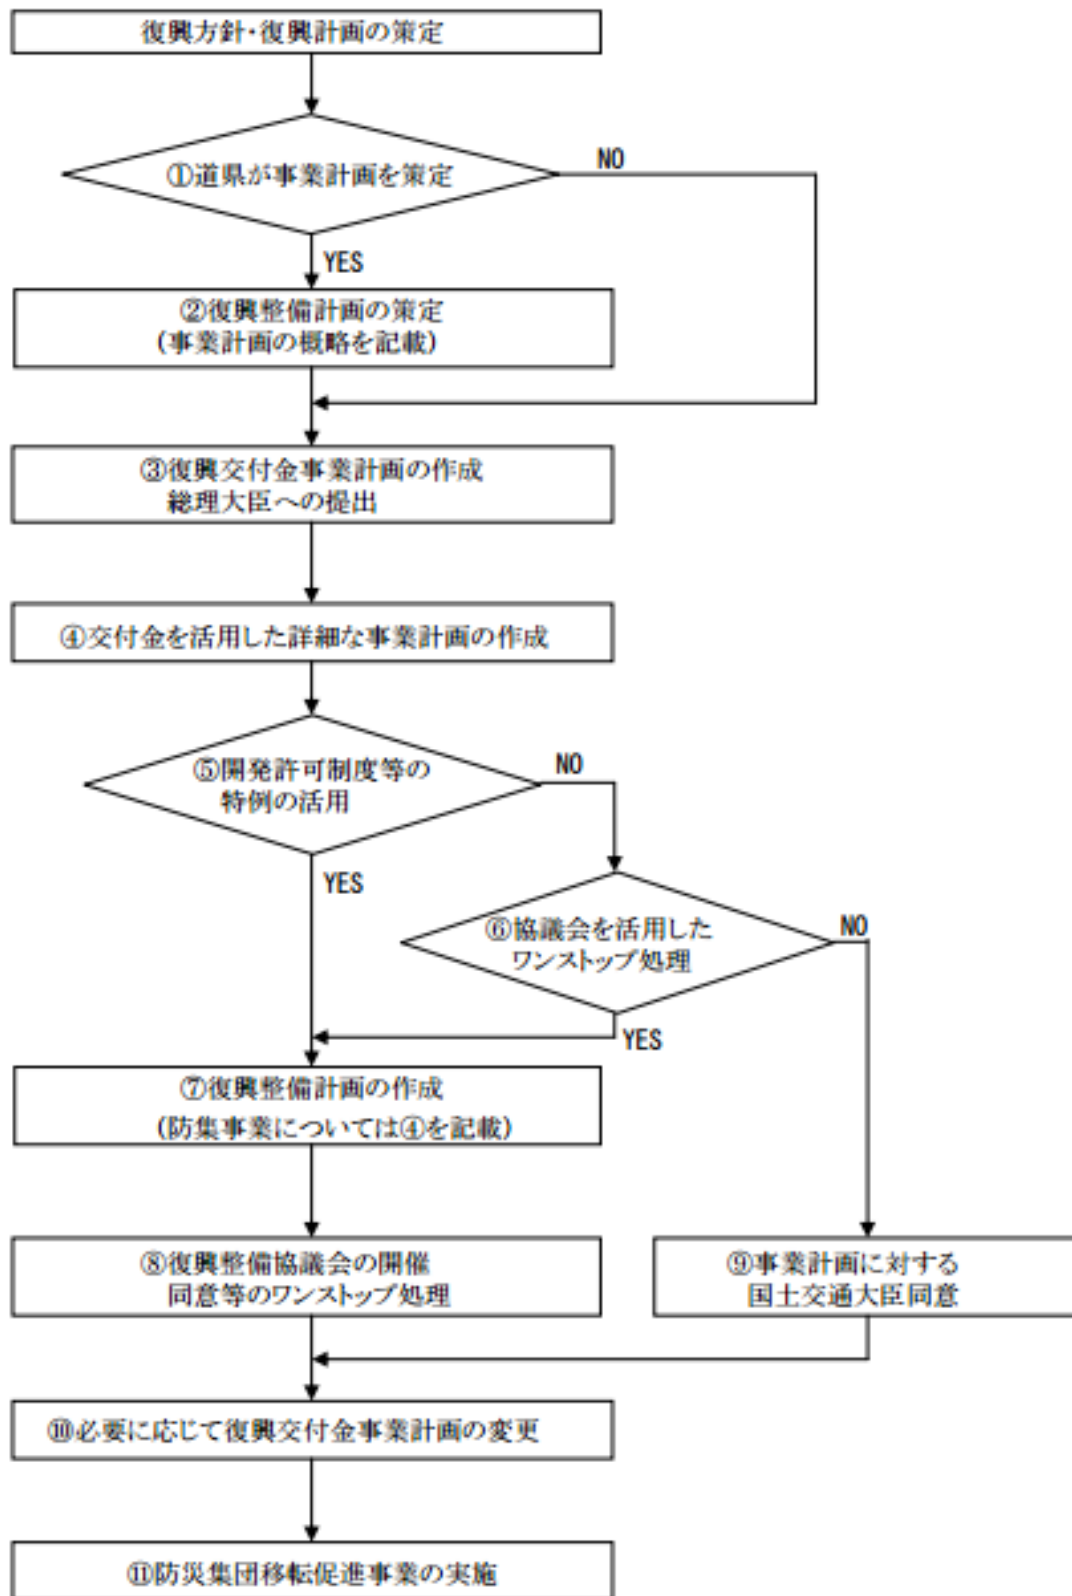 復興方針・復興計画の策定
①道県が事業計画を策定
NO
YES
②復興整備計画の策定
（事業計画の概略を記載）
③復興交付金事業計画の作成
総理大臣への提出
④交付金を活用した詳細な事業計画の作成
⑤開発許可制度等の
特例の活用
NO
YES
⑥協議会を活用した
ワンストップ処理
NO
YES
⑦復興整備計画の作成
（防集事業については④を記載）
⑧復興整備協議会の開催
同意等のワンストップ処理
⑨事業計画に対する
国土交通大臣同意
⑩必要に応じて復興交付金事業計画の変更
⑪防災集団移転促進事業の実施